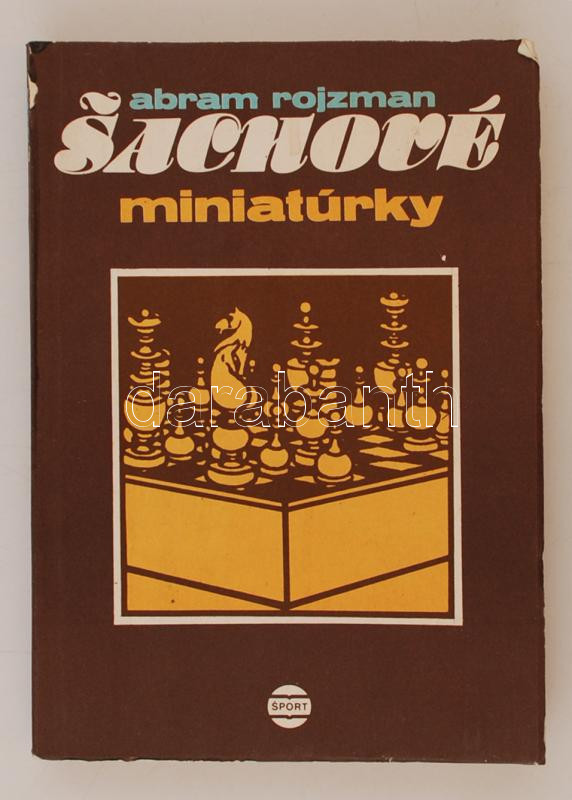 abram rojzman
ŠACHOVÉ
miniatúrky
darabanth
ŠPORT